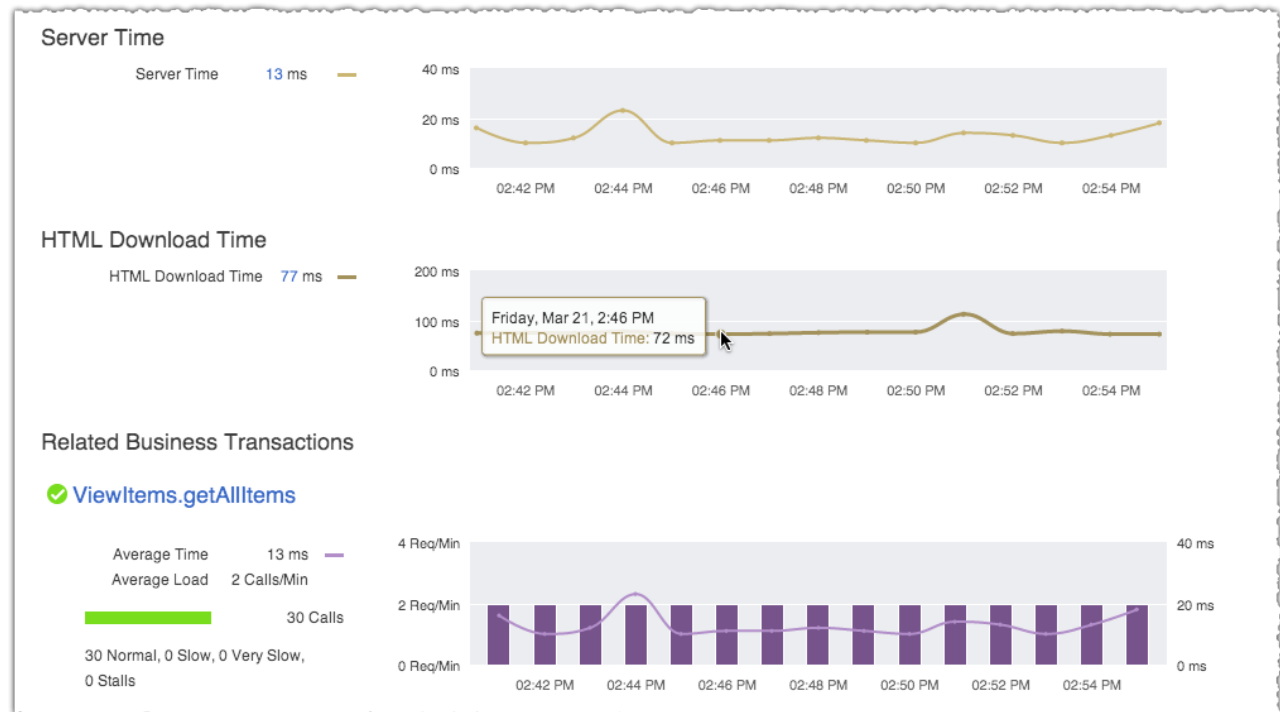 Server Time
Server Time 13 ms
40 ms
20 ms
0 ms
02:42 PM 02:44 PM 02:46 PM 02:48 PM 02:50 PM 02:52 PM 02:54 PM
HTML Download Time
HTML Download Time 77 ms
200 ms
100 ms
0 ms
Friday, Mar 21, 2:46 PM
HTML Download Time: 72 ms
02:42 PM 02:44 PM 02:46 PM 02:48 PM 02:50 PM 02:52 PM 02:54 PM
Related Business Transactions
ViewItems.getAllItems
Average Time 13 ms
Average Load 2 Calls/Min
30 Calls
30 Normal, 0 Slow, 0 Very Slow,
0 Stalls
4 Req/Min 40 ms
2 Req/Min 20 ms
0 Req/Min 0 ms
02:42 PM 02:44 PM 02:46 PM 02:48 PM 02:50 PM 02:52 PM 02:54 PM